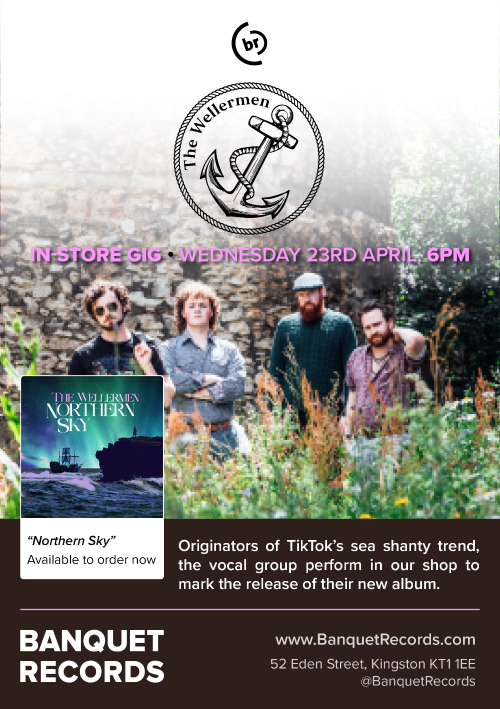 br
The Wellermen
IN-STORE GIG • WEDNESDAY 23RD APRIL, 6PM
THE WELLERMEN
NORTHERN
SKY
“Northern Sky”
Available to order now
Originators of TikTok’s sea shanty trend,
the vocal group perform in our shop to
mark the release of their new album.
BANQUET
RECORDS
www.BanquetRecords.com
52 Eden Street, Kingston KT1 1EE
@BanquetRecords